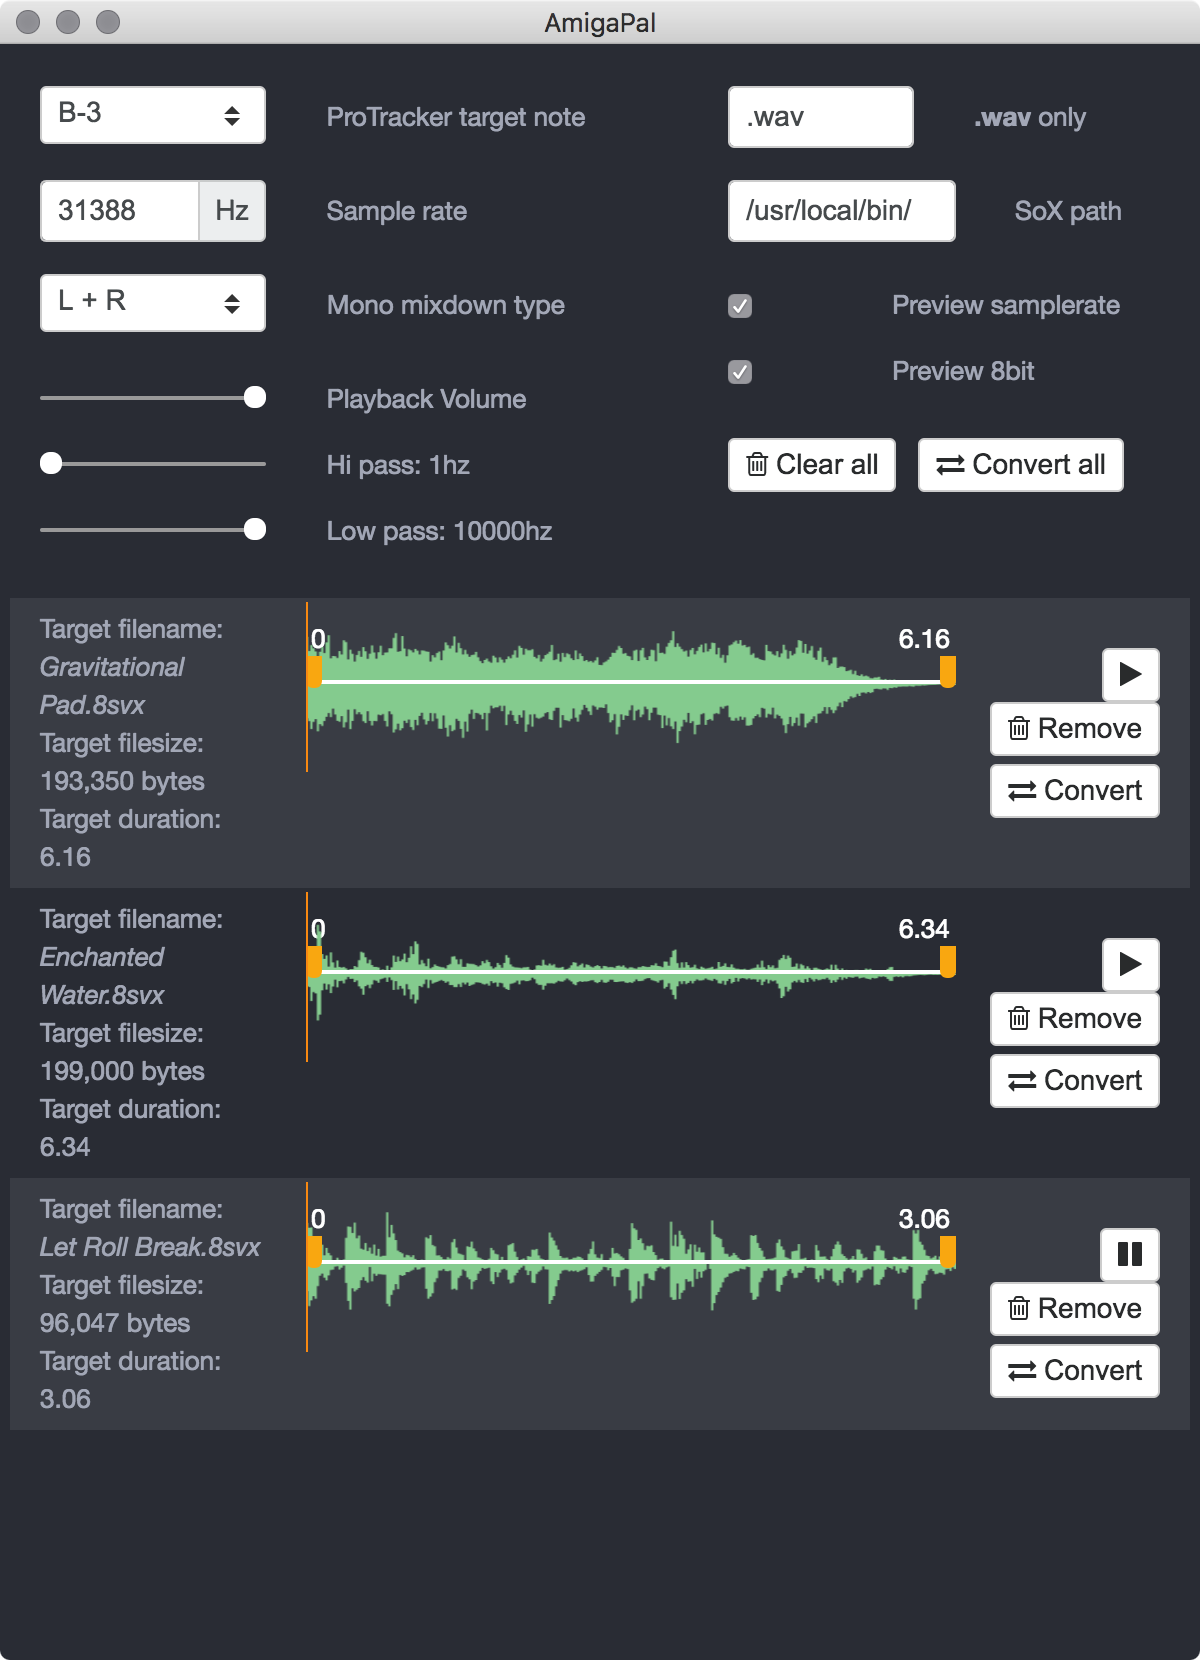 AmigaPal
B-3
ProTracker target note
.wav
.wav only
31388 Hz
Sample rate
/usr/local/bin/
SoX path
L + R
Mono mixdown type
Preview samplerate
Preview 8bit
Playback Volume
Hi pass: 1hz
Clear all
Convert all
Low pass: 10000hz
Target filename:
Gravitational
Pad.8svx
Target filesize:
193,350 bytes
Target duration:
6.16
0
6.16
Remove
Convert
Target filename:
Enchanted
Water.8svx
Target filesize:
199,000 bytes
Target duration:
6.34
0
6.34
Remove
Convert
Target filename:
Let Roll Break.8svx
Target filesize:
96,047 bytes
Target duration:
3.06
0
3.06
Remove
Convert